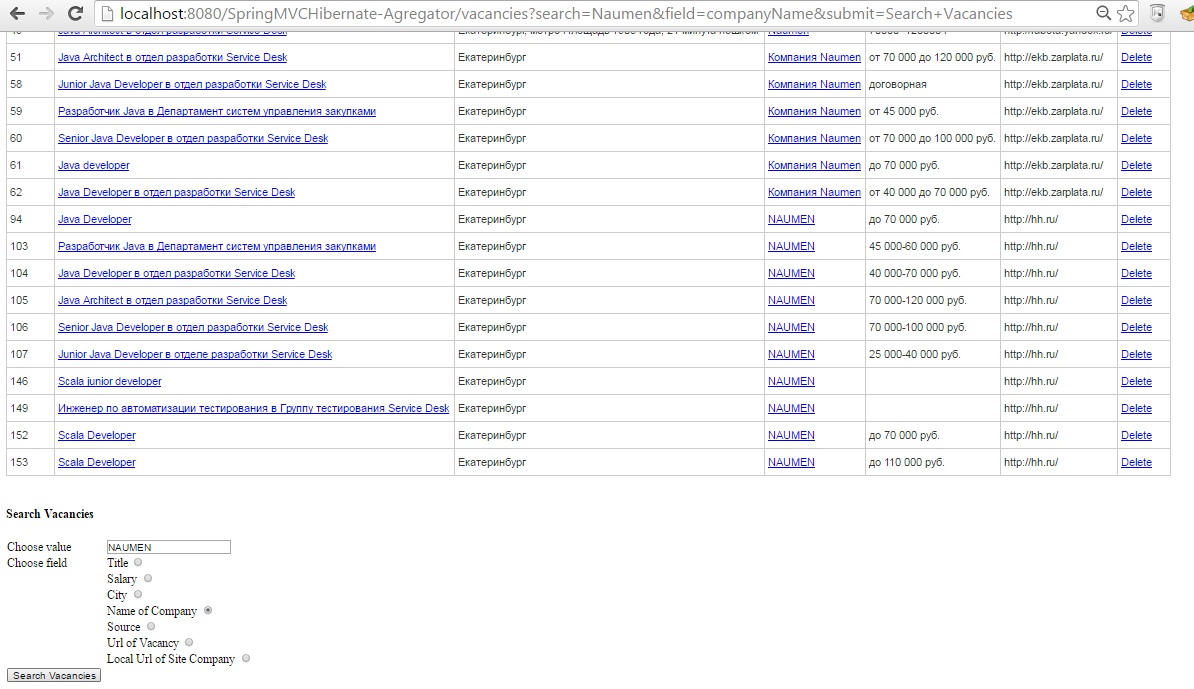 localhost:8080/SpringMVCHibernate-Agregator/vacancies?search=Naumen&field=companyName&submit=Search+Vacancies
Java Architect в отдел разработки Service Desk Екатеринбург, Naumen Delete
51 Java Architect в отдел разработки Service Desk Екатеринбург Компания Naumen от 70 000 до 120 000 руб. http://ekb.zarplata.ru/ Delete
58 Junior Java Developer в отдел разработки Service Desk Екатеринбург Компания Naumen договорная http://ekb.zarplata.ru/ Delete
59 Разработчик Java в Департамент систем управления закупками Екатеринбург Компания Naumen от 45 000 руб. http://ekb.zarplata.ru/ Delete
60 Senior Java Developer в отдел разработки Service Desk Екатеринбург Компания Naumen от 70 000 до 100 000 руб. http://ekb.zarplata.ru/ Delete
61 Java developer Екатеринбург Компания Naumen до 70 000 руб. http://ekb.zarplata.ru/ Delete
62 Java Developer в отдел разработки Service Desk Екатеринбург Компания Naumen от 40 000 до 70 000 руб. http://ekb.zarplata.ru/ Delete
94 Java Developer Екатеринбург NAUMEN до 70 000 руб. http://hh.ru/ Delete
103 Разработчик Java в Департамент систем управления закупками Екатеринбург NAUMEN 45 000-60 000 руб. http://hh.ru/ Delete
104 Java Developer в отдел разработки Service Desk Екатеринбург NAUMEN 40 000-70 000 руб. http://hh.ru/ Delete
105 Java Architect в отдел разработки Service Desk Екатеринбург NAUMEN 70 000-120 000 руб. http://hh.ru/ Delete
106 Senior Java Developer в отдел разработки Service Desk Екатеринбург NAUMEN 70 000-100 000 руб. http://hh.ru/ Delete
107 Junior Java Developer в отделе разработки Service Desk Екатеринбург NAUMEN 25 000-40 000 руб. http://hh.ru/ Delete
146 Scala junior developer Екатеринбург NAUMEN http://hh.ru/ Delete
149 Инженер по автоматизации тестирования в Группу тестирования Service Desk Екатеринбург NAUMEN http://hh.ru/ Delete
152 Scala Developer Екатеринбург NAUMEN до 70 000 руб. http://hh.ru/ Delete
153 Scala Developer Екатеринбург NAUMEN до 110 000 руб. http://hh.ru/ Delete
Search Vacancies
Choose value NAUMEN
Choose field Title
Salary
City
Name of Company
Source
Url of Vacancy
Local Url of Site Company
Search Vacancies